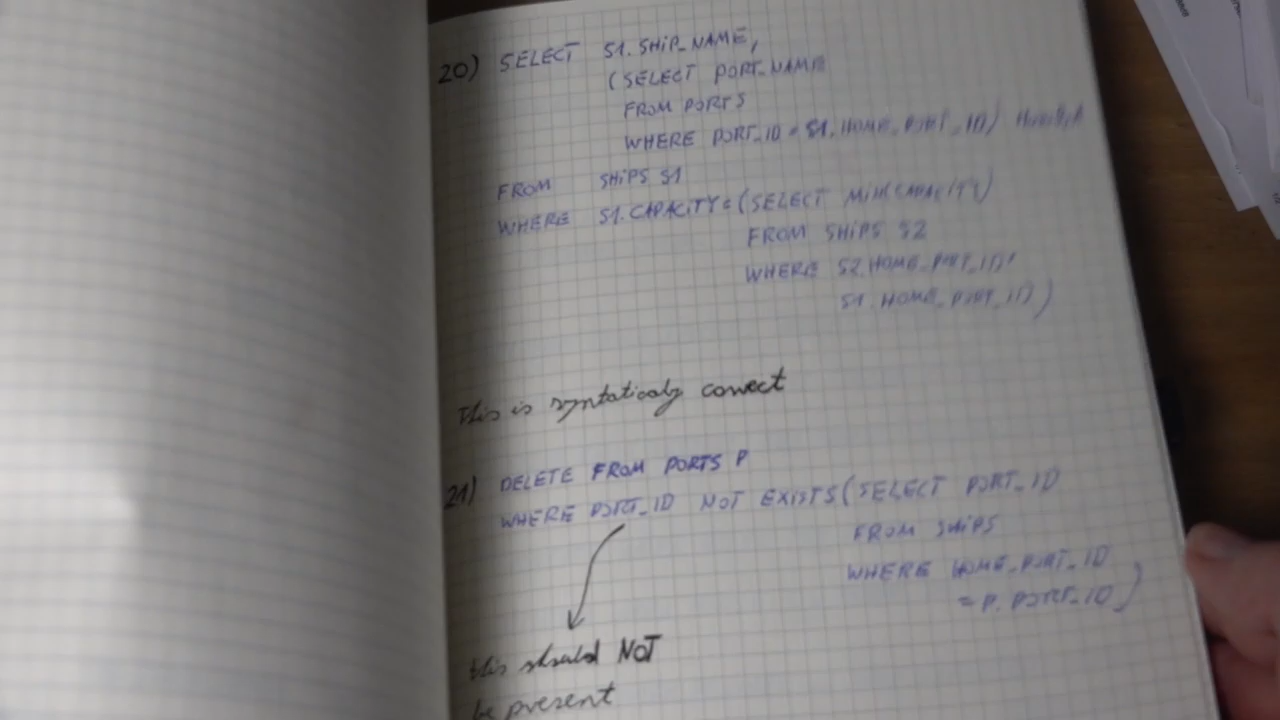 20) SELECT S1.SHIP_NAME,
(SELECT PORT_NAME
FROM PORTS
WHERE PORT_ID = S1.HOME_PORT_ID)
FROM SHIPS S1
WHERE S1.CAPACITY = (SELECT MIN(CAPACITY)
FROM SHIPS S2
WHERE S2.HOME_PORT_ID =
S1.HOME_PORT_ID)
This is syntaticaly correct
21) DELETE FROM PORTS P
WHERE PORT_ID NOT EXISTS (SELECT PORT_ID
FROM SHIPS
WHERE HOME_PORT_ID
= P.PORT_ID)
this should NOT
be present